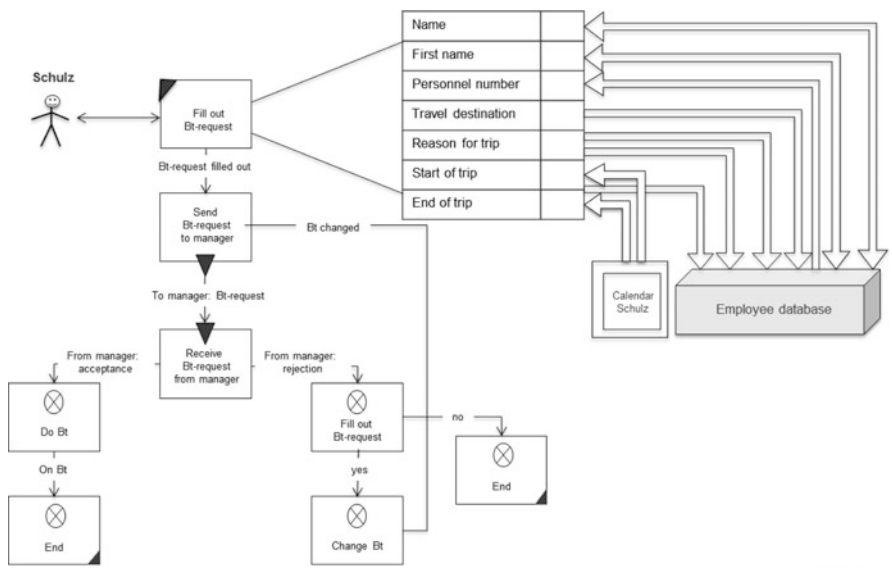 Schulz
Fill out
Bt-request
Bt-request filled out
Send
Bt-request
to manager
Bt changed
To manager: Bt-request
Receive
Bt-request
from manager
From manager:
acceptance
From manager:
rejection
Do Bt
On Bt
End
Fill out
Bt-request
no
End
yes
Change Bt
Name
First name
Personnel number
Travel destination
Reason for trip
Start of trip
End of trip
Calendar
Schulz
Employee database